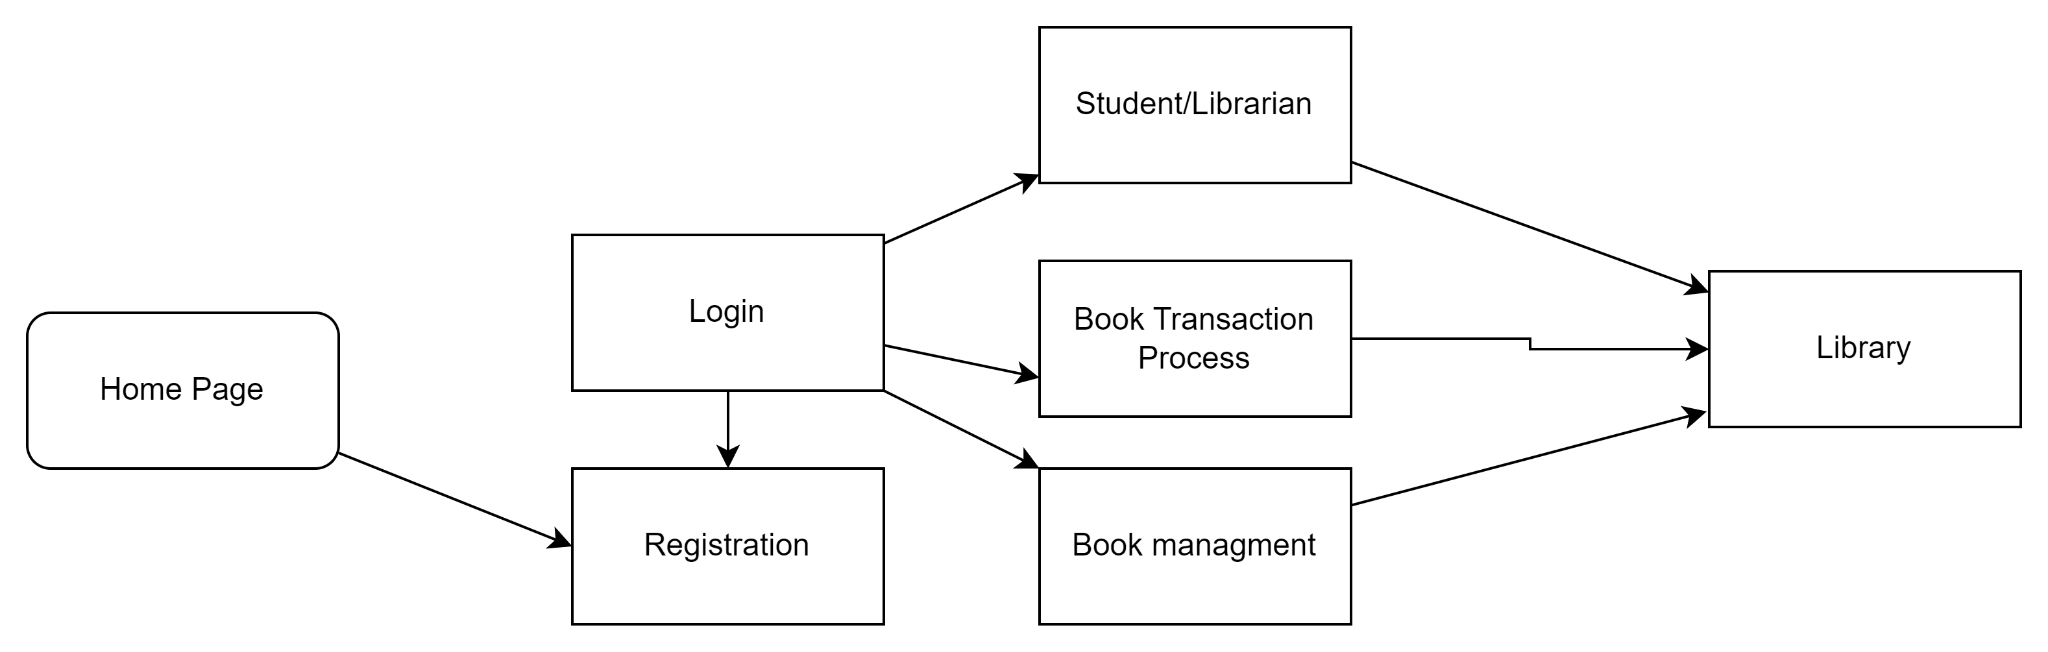 Home Page
Login
Registration
Student/Librarian
Book Transaction
Process
Book managment
Library